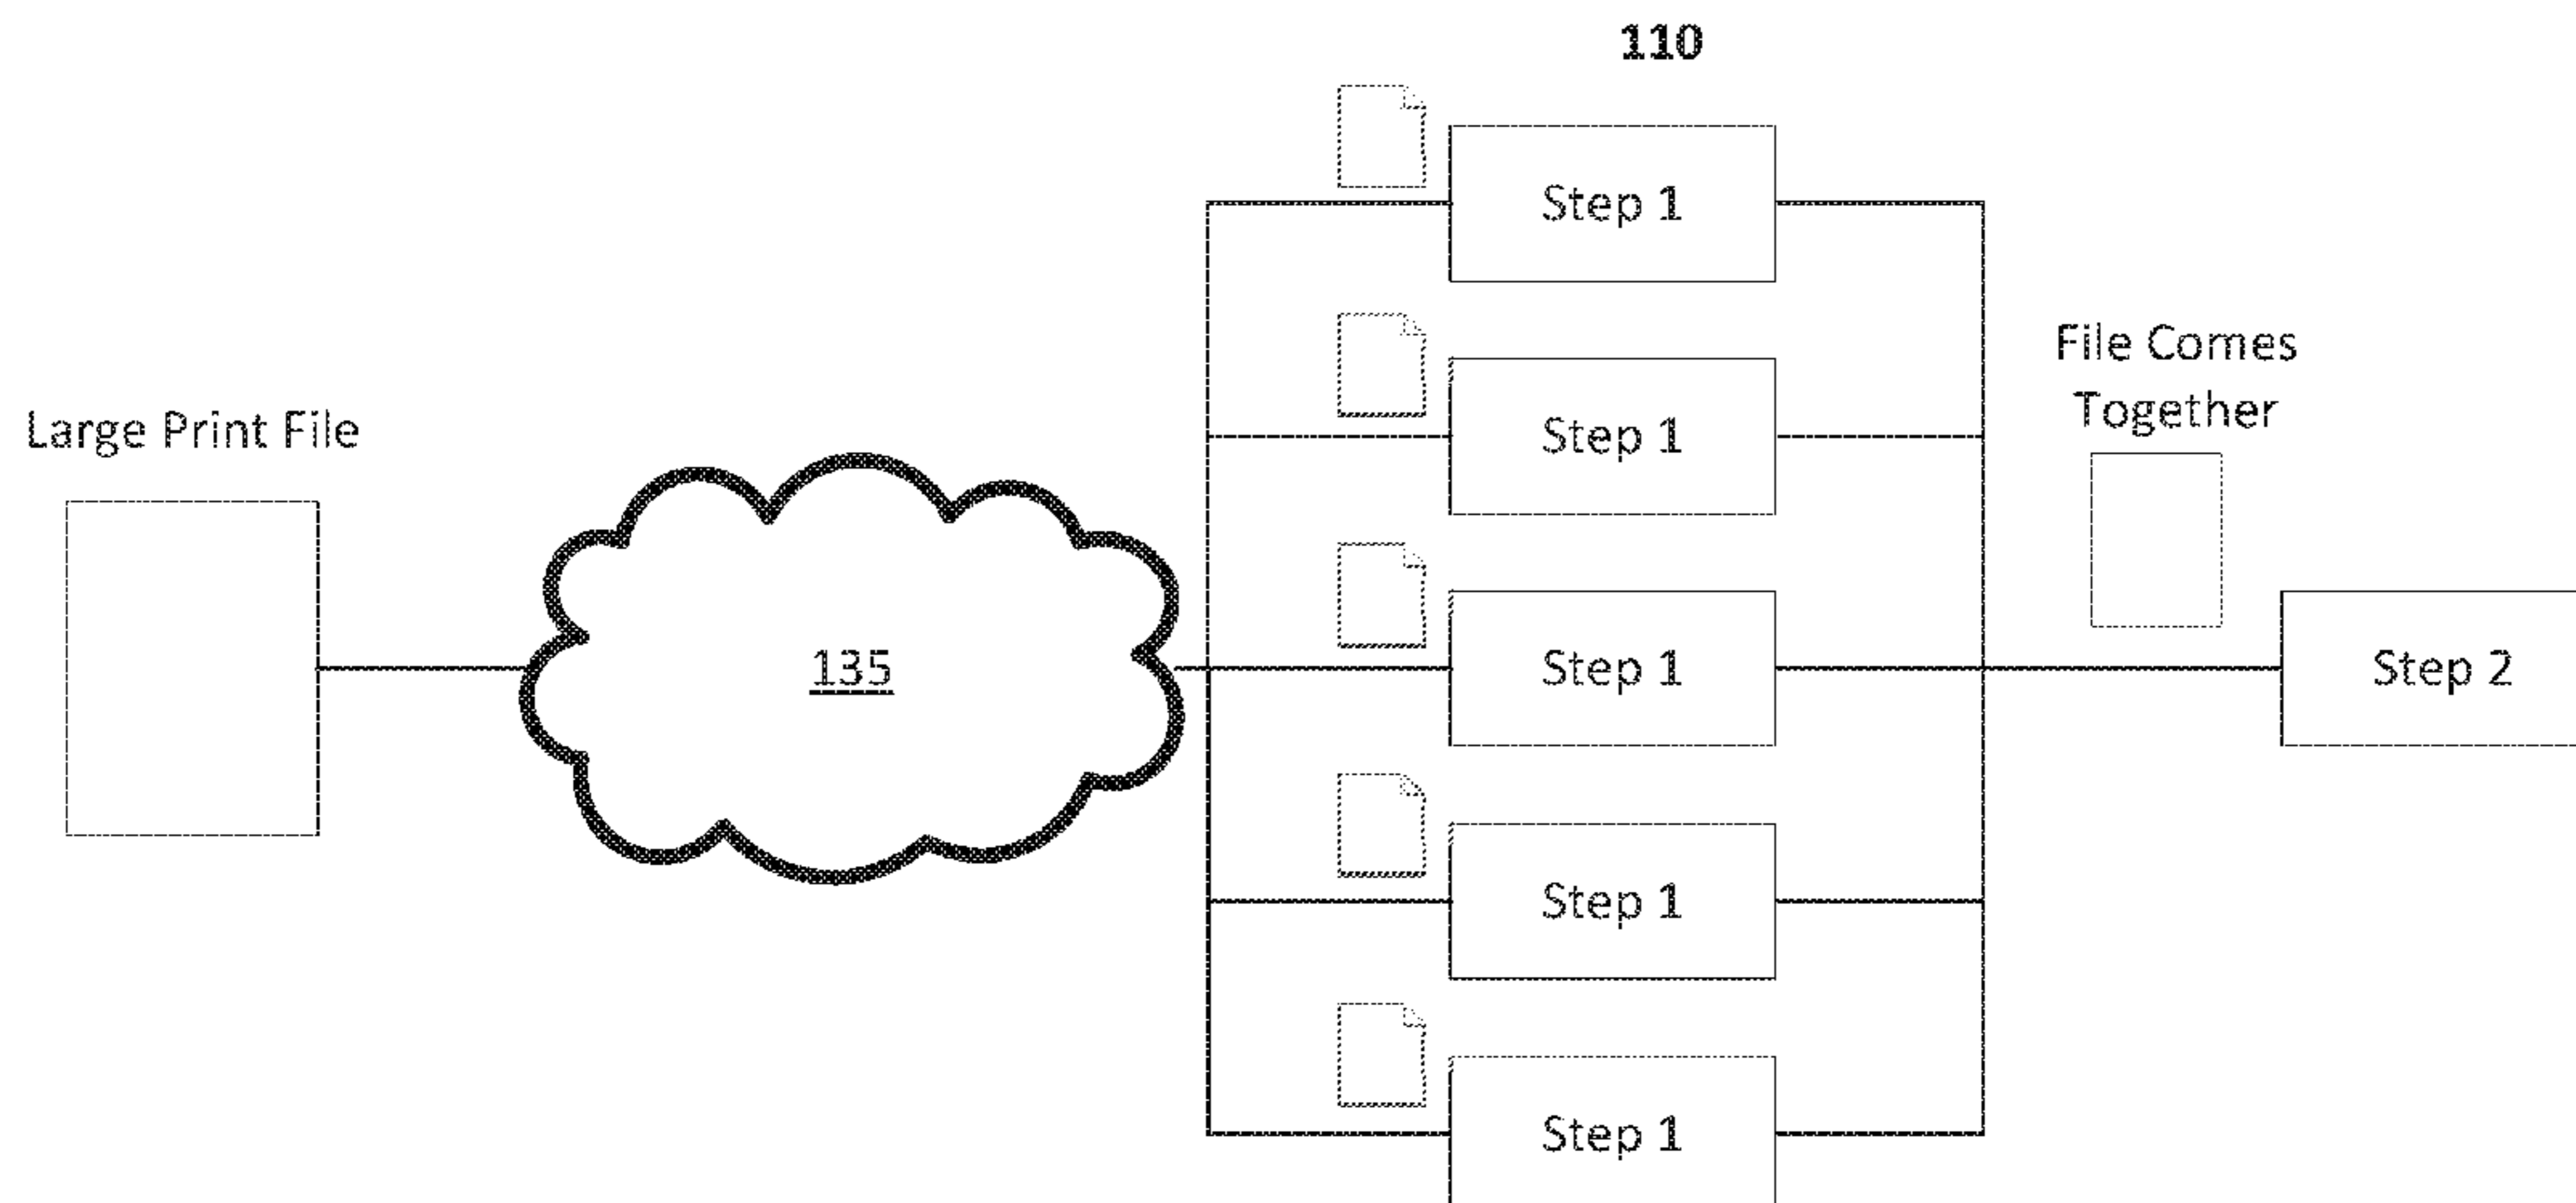 110
Step 1
File Comes
Together
Large Print File
Step 1
135
Step 1
Step 2
Step 1
Step 1